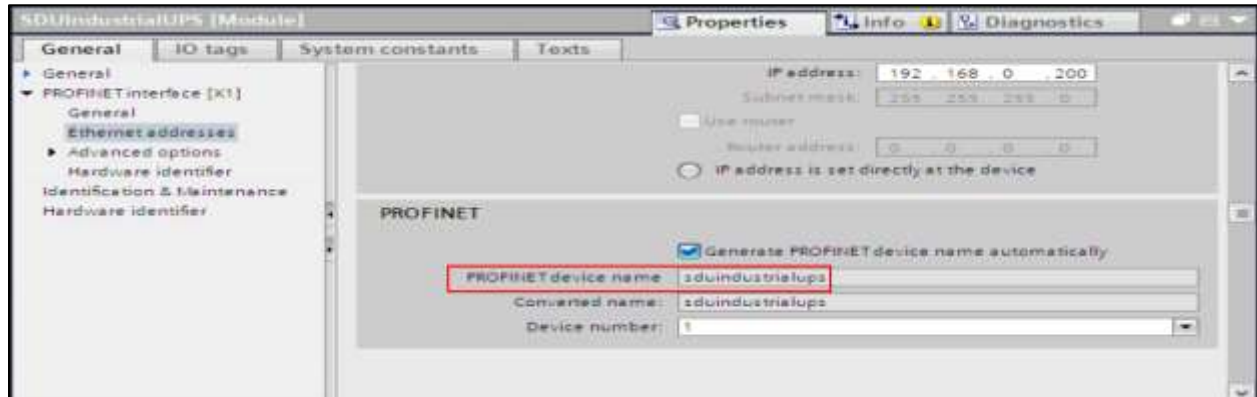 SDUIndustrialUPS [Module]
Properties
Info
Diagnostics
General
IO tags
System constants
Texts
General
PROFINET interface [X1]
General
Ethernet addresses
Advanced options
Hardware identifier
Identification & Maintenance
Hardware identifier
IP address: 192 . 168 . 0 . 200
Subnet mask: 255 . 255 . 255 . 0
Use router
Router address: 0 . 0 . 0 . 0
IP address is set directly at the device
PROFINET
Generate PROFINET device name automatically
PROFINET device name sduindustrialups
Converted name: sduindustrialups
Device number: 1